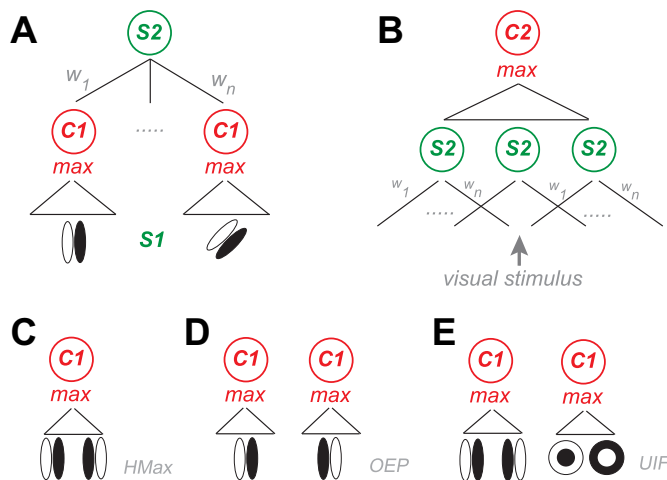 A
S2
w1
wn
C1
.....
C1
max
max
S1
B
C2
max
S2
S2
S2
w1
wn
w1
wn
.....
.....
visual stimulus
C
C1
max
HMax
D
C1
C1
max
max
OEP
E
C1
C1
max
max
UIF